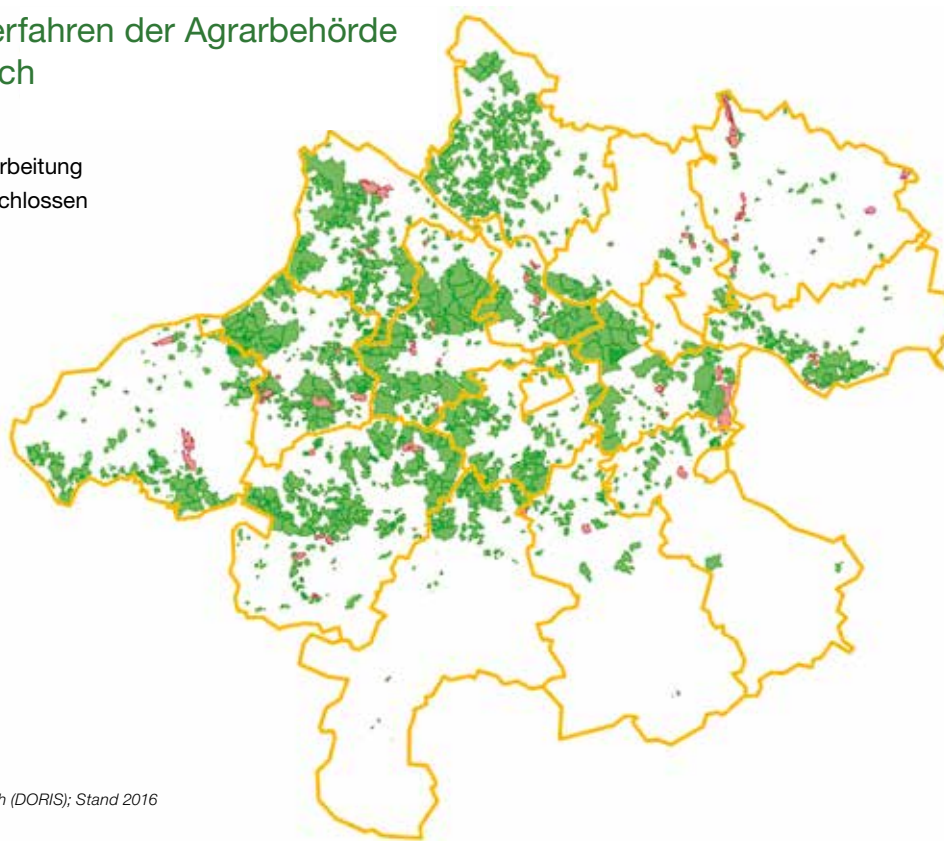 erfahren der Agrarbehörde
ch
rbeitung
chlossen
h (DORIS); Stand 2016